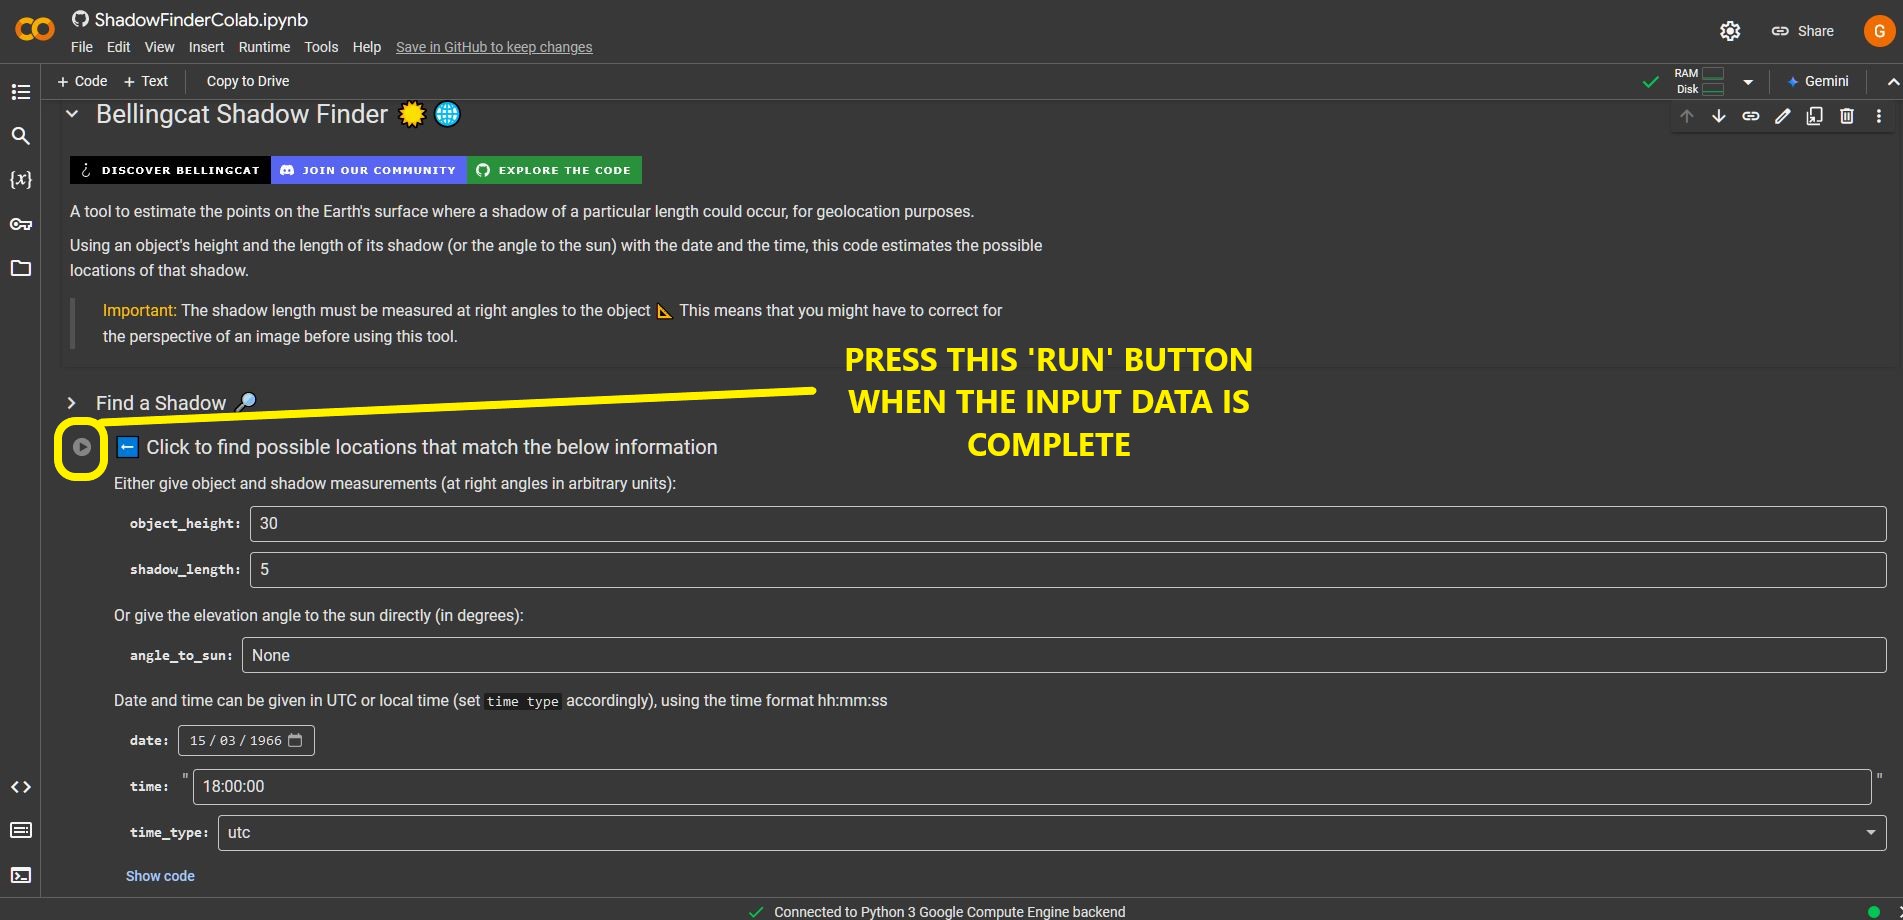 ShadowFinderColab.ipynb
File Edit View Insert Runtime Tools Help Save in GitHub to keep changes
Share
G
+ Code + Text Copy to Drive
RAM
Disk
Gemini
Bellingcat Shadow Finder
DISCOVER BELLINGCAT JOIN OUR COMMUNITY EXPLORE THE CODE
A tool to estimate the points on the Earth's surface where a shadow of a particular length could occur, for geolocation purposes.
Using an object's height and the length of its shadow (or the angle to the sun) with the date and the time, this code estimates the possible
locations of that shadow.
Important: The shadow length must be measured at right angles to the object 📐 This means that you might have to correct for
the perspective of an image before using this tool.
PRESS THIS 'RUN' BUTTON
WHEN THE INPUT DATA IS
COMPLETE
Find a Shadow
Click to find possible locations that match the below information
Either give object and shadow measurements (at right angles in arbitrary units):
object_height: 30
shadow_length: 5
Or give the elevation angle to the sun directly (in degrees):
angle_to_sun: None
Date and time can be given in UTC or local time (set time type accordingly), using the time format hh:mm:ss
date: 15/03/1966
time: " 18:00:00 "
time_type: utc
Show code
Connected to Python 3 Google Compute Engine backend